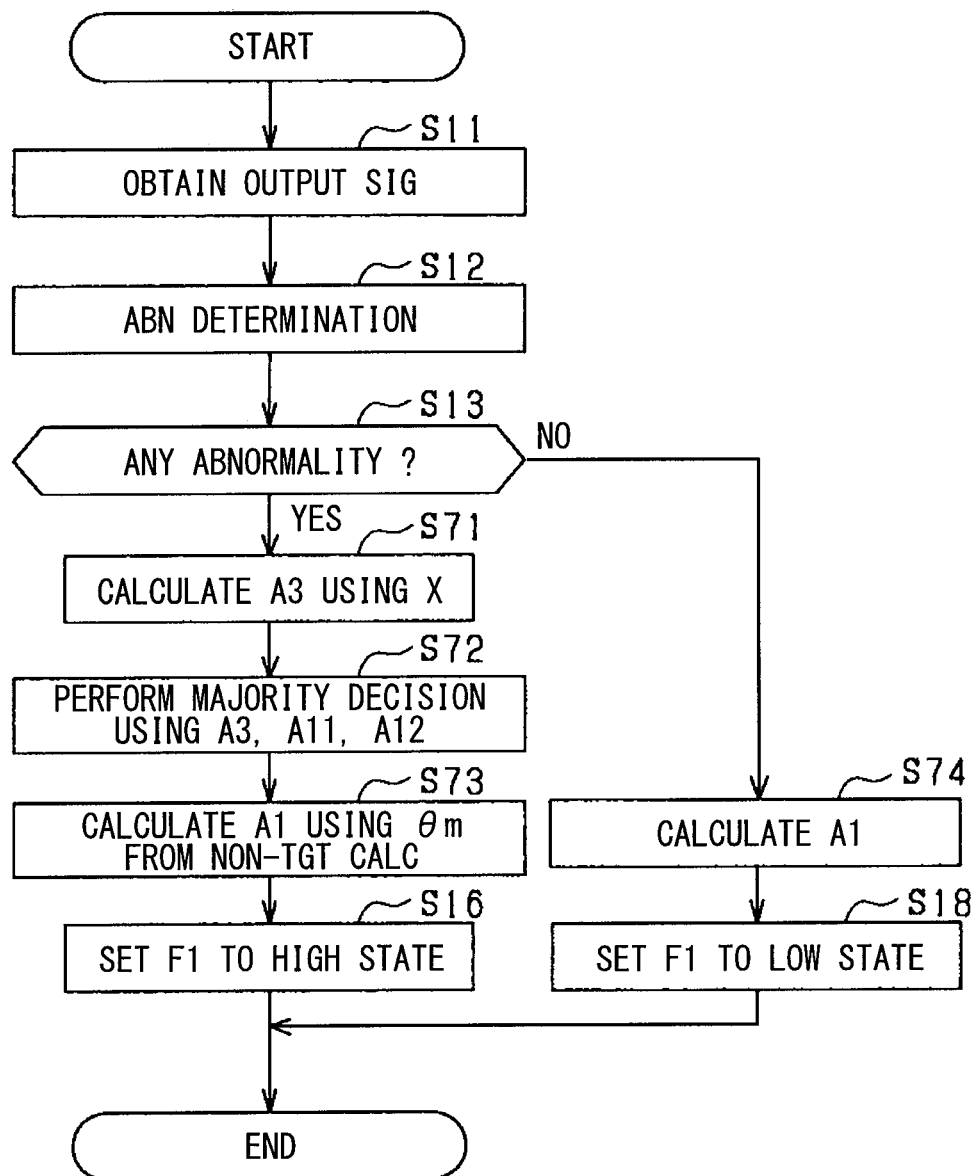 START
S11
OBTAIN OUTPUT SIG
S12
ABN DETERMINATION
S13
ANY ABNORMALITY ?
NO
YES
S71
CALCULATE A3 USING X
S72
PERFORM MAJORITY DECISION
USING A3, A11, A12
S73
CALCULATE A1 USING θm
FROM NON-TGT CALC
S74
CALCULATE A1
S16
SET F1 TO HIGH STATE
S18
SET F1 TO LOW STATE
END